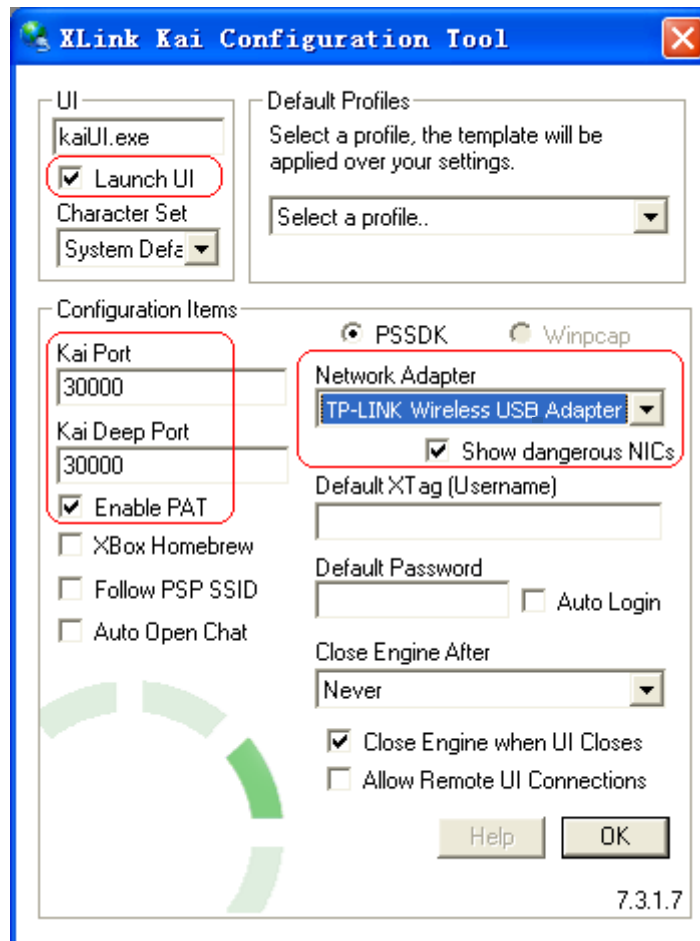 XLink Kai Configuration Tool
UI
kaiUI.exe
Launch UI
Character Set
System Defa
Default Profiles
Select a profile, the template will be
applied over your settings.
Select a profile..
Configuration Items
Kai Port
30000
Kai Deep Port
30000
Enable PAT
XBox Homebrew
Follow PSP SSID
Auto Open Chat
PSSDK
Winpcap
Network Adapter
TP-LINK Wireless USB Adapter
Show dangerous NICs
Default XTag (Username)
Default Password
Auto Login
Close Engine After
Never
Close Engine when UI Closes
Allow Remote UI Connections
Help
OK
7.3.1.7